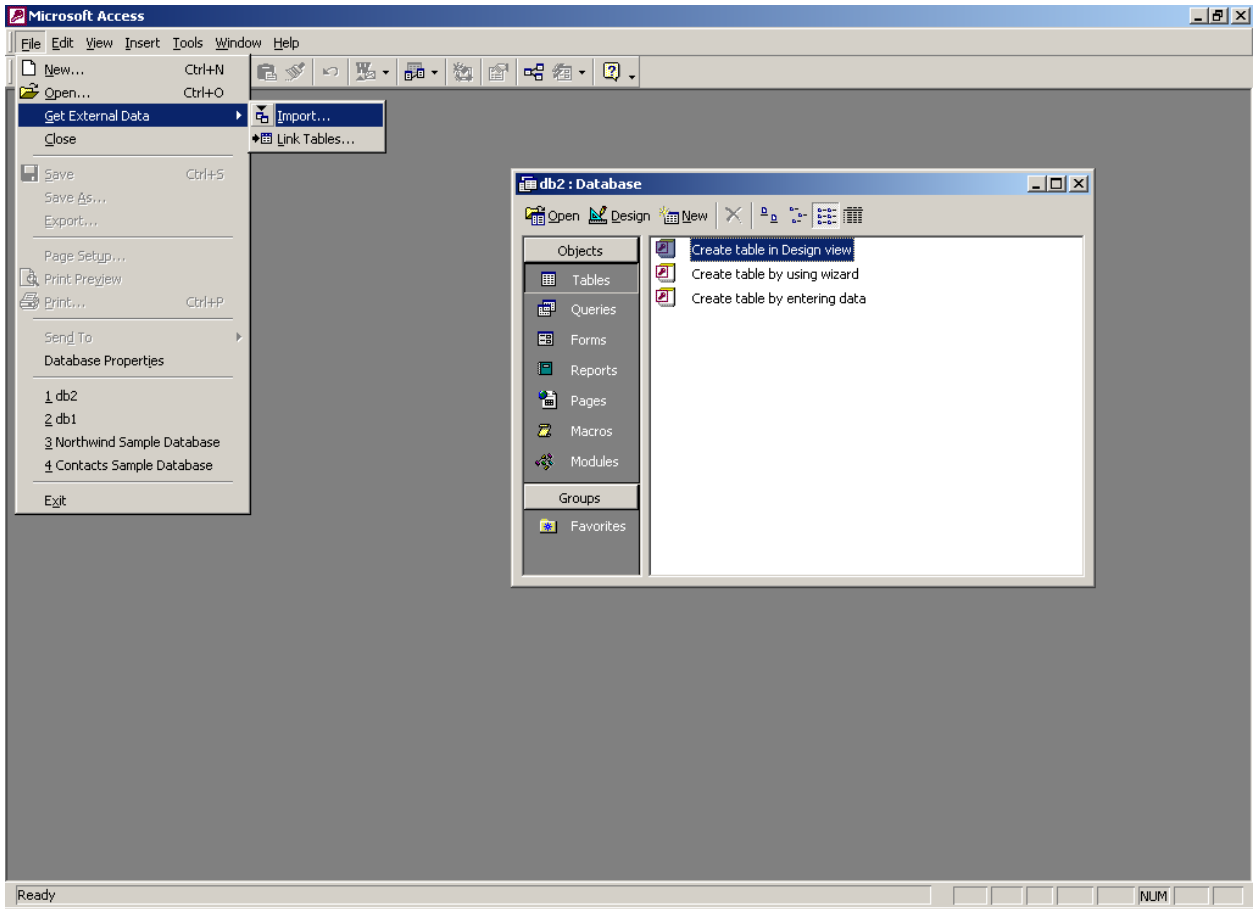 Microsoft Access
File Edit View Insert Tools Window Help
New... Ctrl+N
Open... Ctrl+O
Get External Data
Import...
Close
Link Tables...
Save Ctrl+S
Save As...
Export...
Page Setup...
Print Preview
Print... Ctrl+P
Send To
Database Properties
1 db2
2 db1
3 Northwind Sample Database
4 Contacts Sample Database
Exit
db2 : Database
Open Design New
Objects
Tables
Queries
Forms
Reports
Pages
Macros
Modules
Groups
Favorites
Create table in Design view
Create table by using wizard
Create table by entering data
Ready NUM